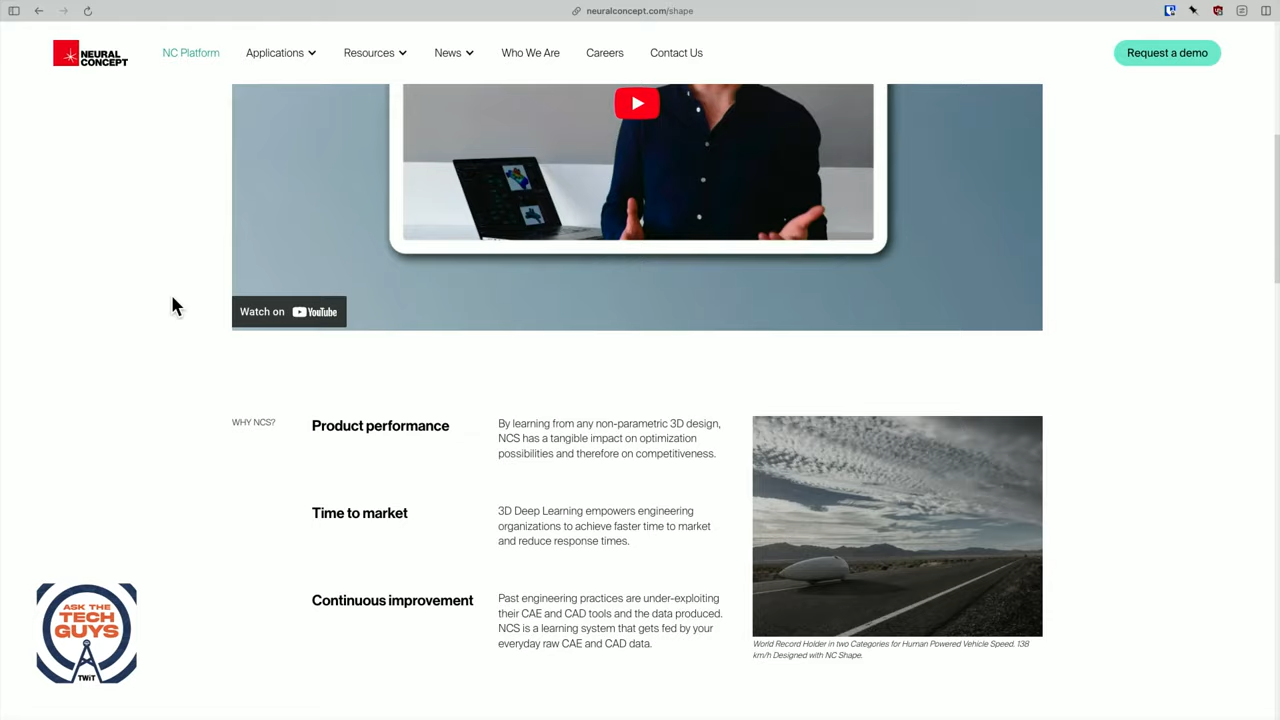 neuralconcept.com/shape
NEURAL
CONCEPT
NC Platform
Applications
Resources
News
Who We Are
Careers
Contact Us
Request a demo
Watch on YouTube
WHY NCS?
Product performance
By learning from any non-parametric 3D design,
NCS has a tangible impact on optimization
possibilities and therefore on competitiveness.
Time to market
3D Deep Learning empowers engineering
organizations to achieve faster time to market
and reduce response times.
Continuous improvement
Past engineering practices are under-exploiting
their CAE and CAD tools and the data produced.
NCS is a learning system that gets fed by your
everyday raw CAE and CAD data.
World Record Holder in two Categories for Human Powered Vehicle Speed. 138
km/h Designed with NC Shape.
ASK THE
TECH
GUYS
TWiT